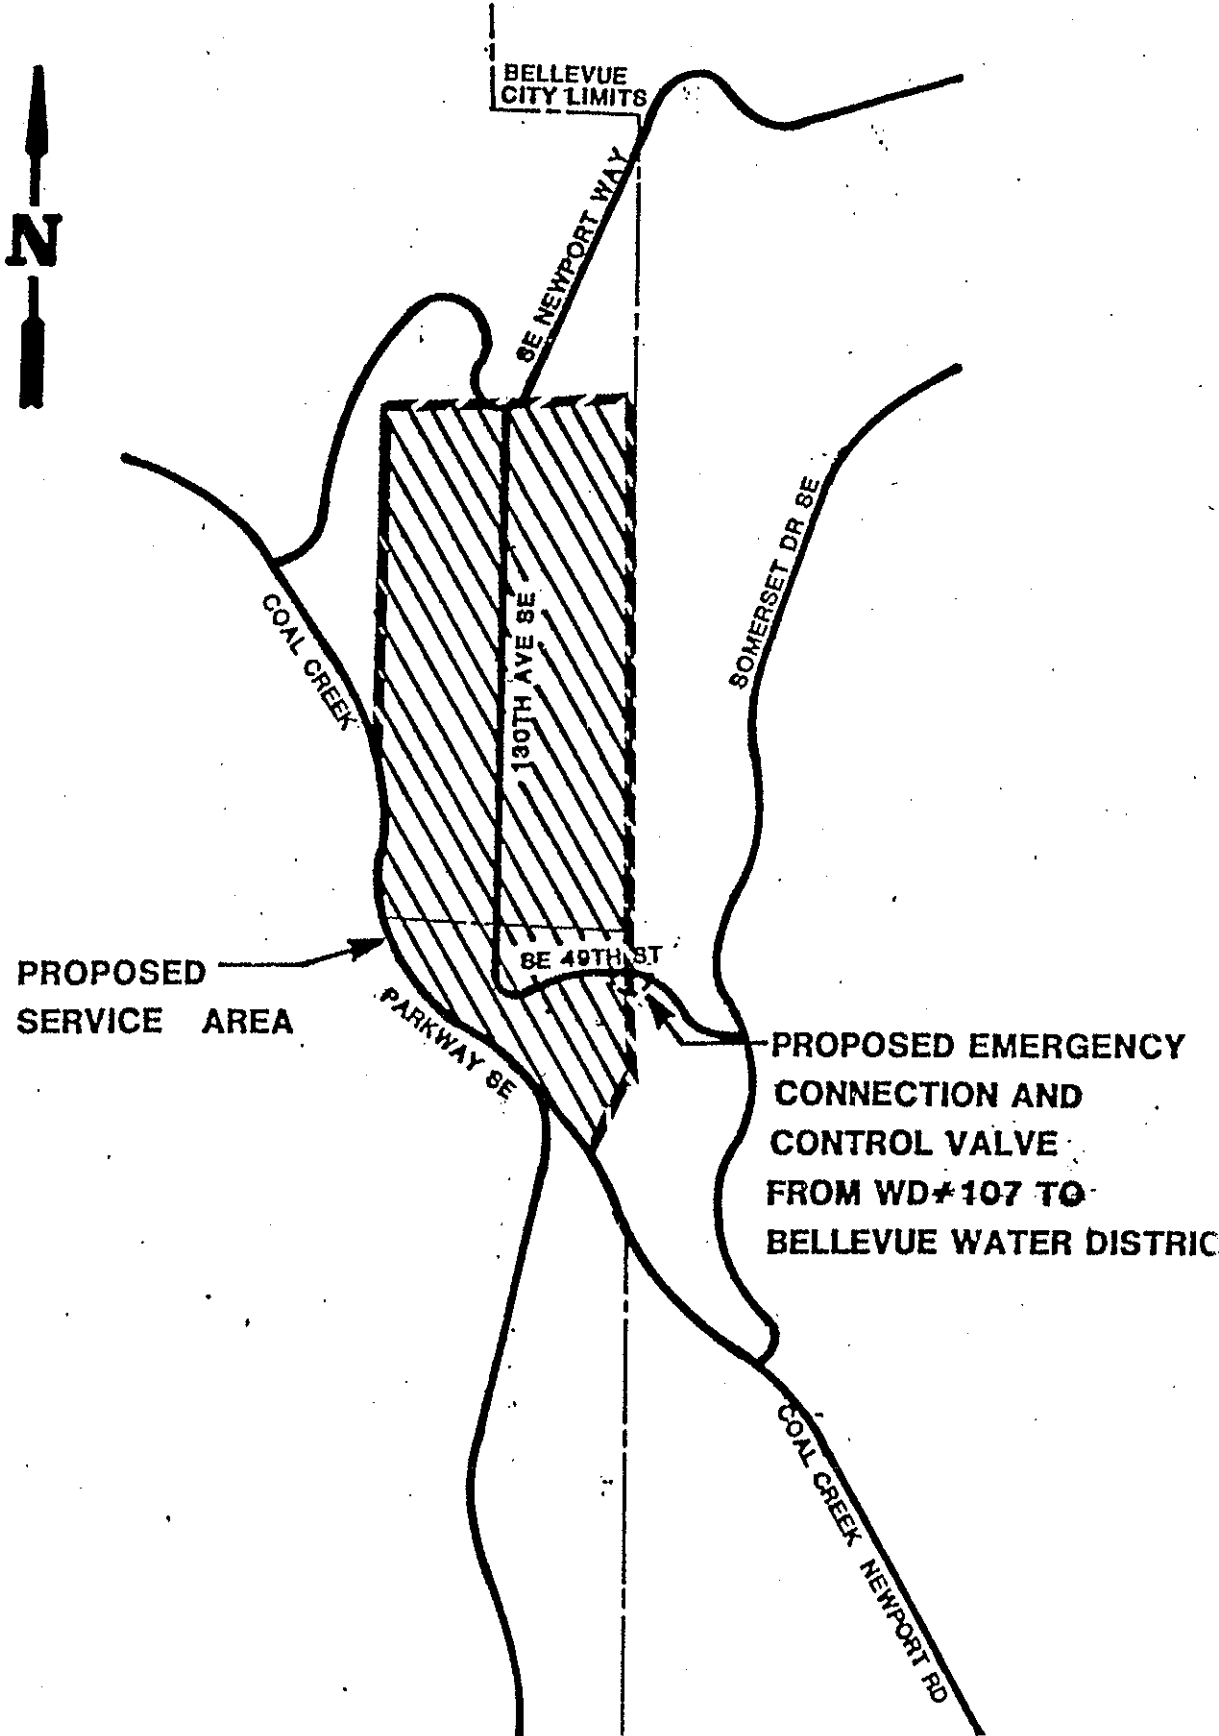 BELLEVUE
CITY LIMITS
N
SE NEWPORT WAY
SOMERSET DR SE
COAL CREEK
130TH AVE SE
SE 49TH ST
PROPOSED
SERVICE AREA
PARKWAY SE
PROPOSED EMERGENCY
CONNECTION AND
CONTROL VALVE
FROM WD#107 TO
BELLEVUE WATER DISTRIC
COAL CREEK NEWPORT RD